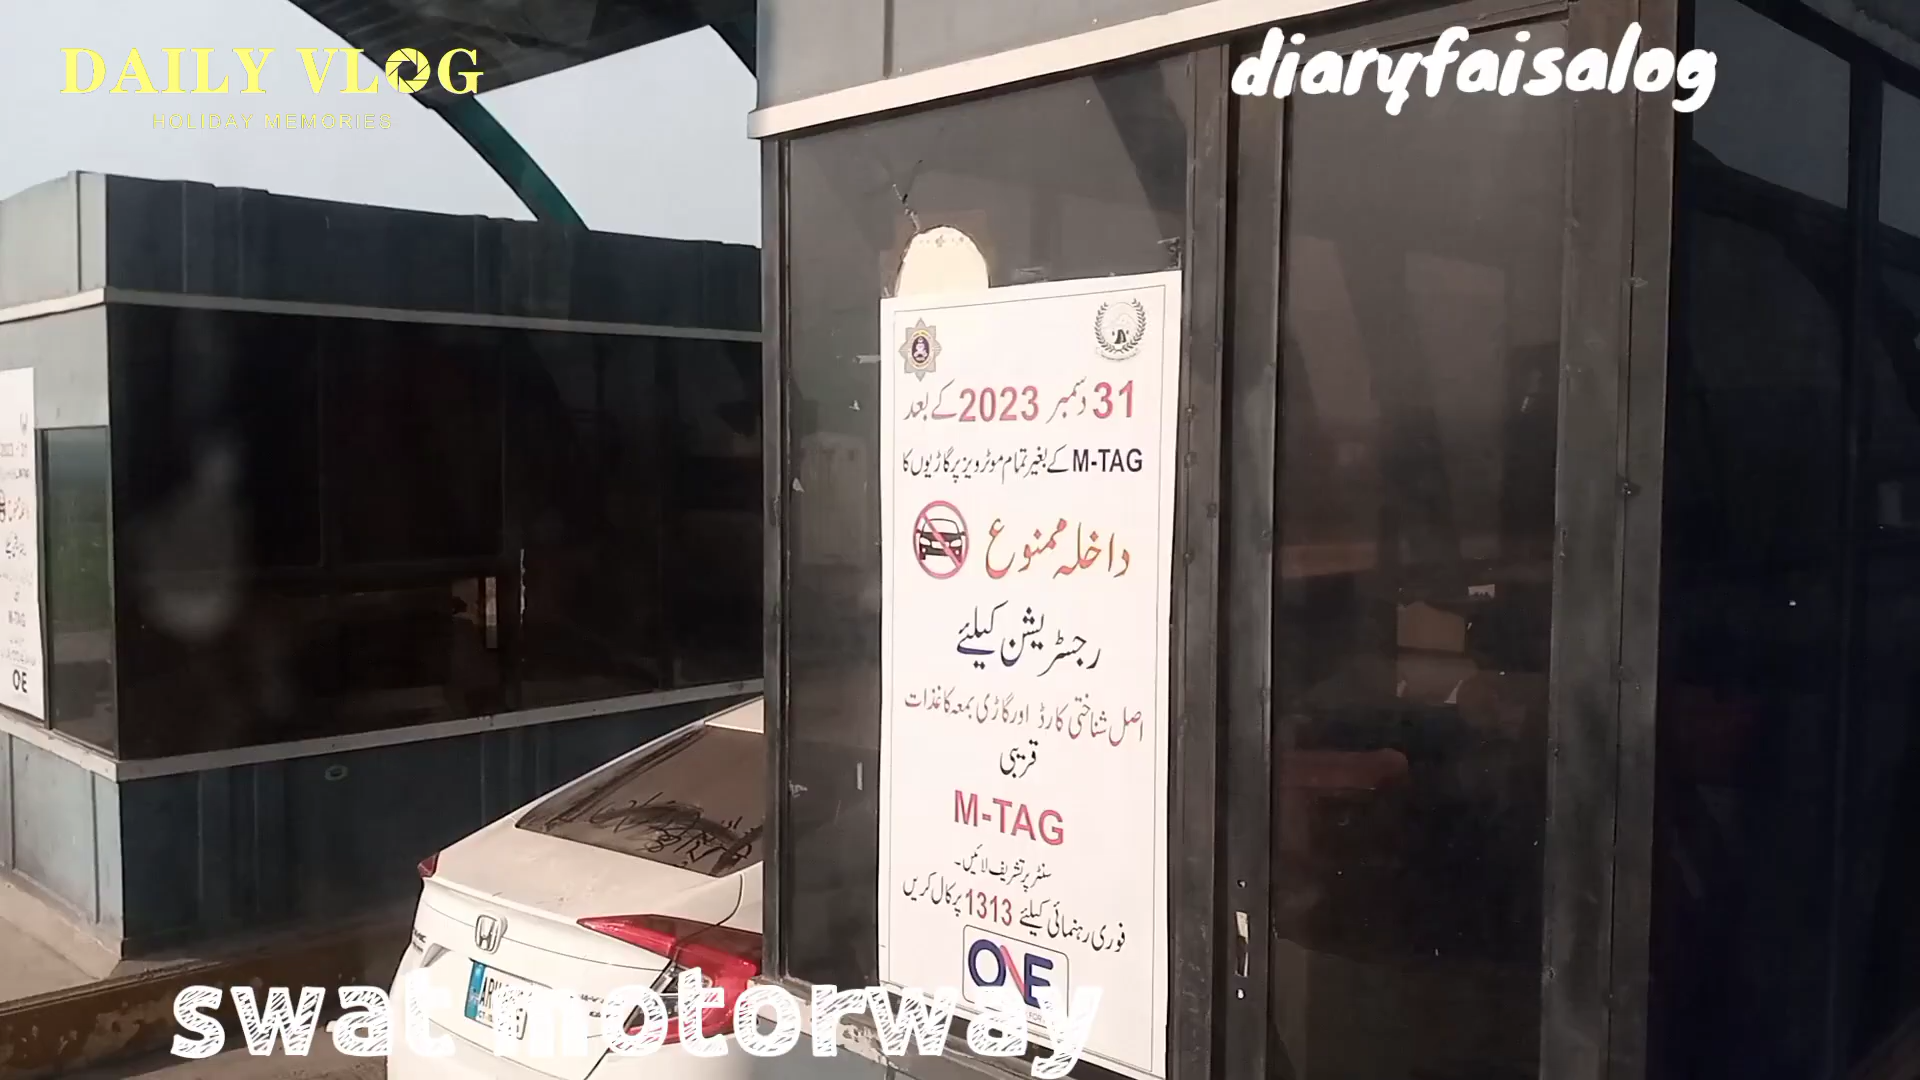 DAILY VLOG
HOLIDAY MEMORIES
diaryfaisalog
31 دسمبر 2023 کے بعد
M-TAG کے بغیر تمام موٹرویز پر گاڑیوں کا
داخلہ ممنوع
رجسٹریشن کیلئے
اصل شناختی کارڈ اور گاڑی بمعہ کاغذات
قریبی
M-TAG
سنٹر پر تشریف لائیں۔
فوری رہنمائی کیلئے 1313 پر کال کریں
ONE
M-TAG
swat motorway